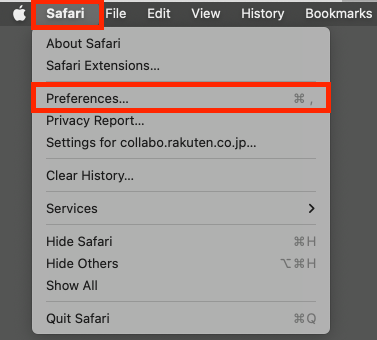 Safari File Edit View History Bookmarks
About Safari
Safari Extensions...
Preferences... ⌘ ,
Privacy Report...
Settings for collabo.rakuten.co.jp...
Clear History...
Services
Hide Safari ⌘H
Hide Others ⌥⌘H
Show All
Quit Safari ⌘Q